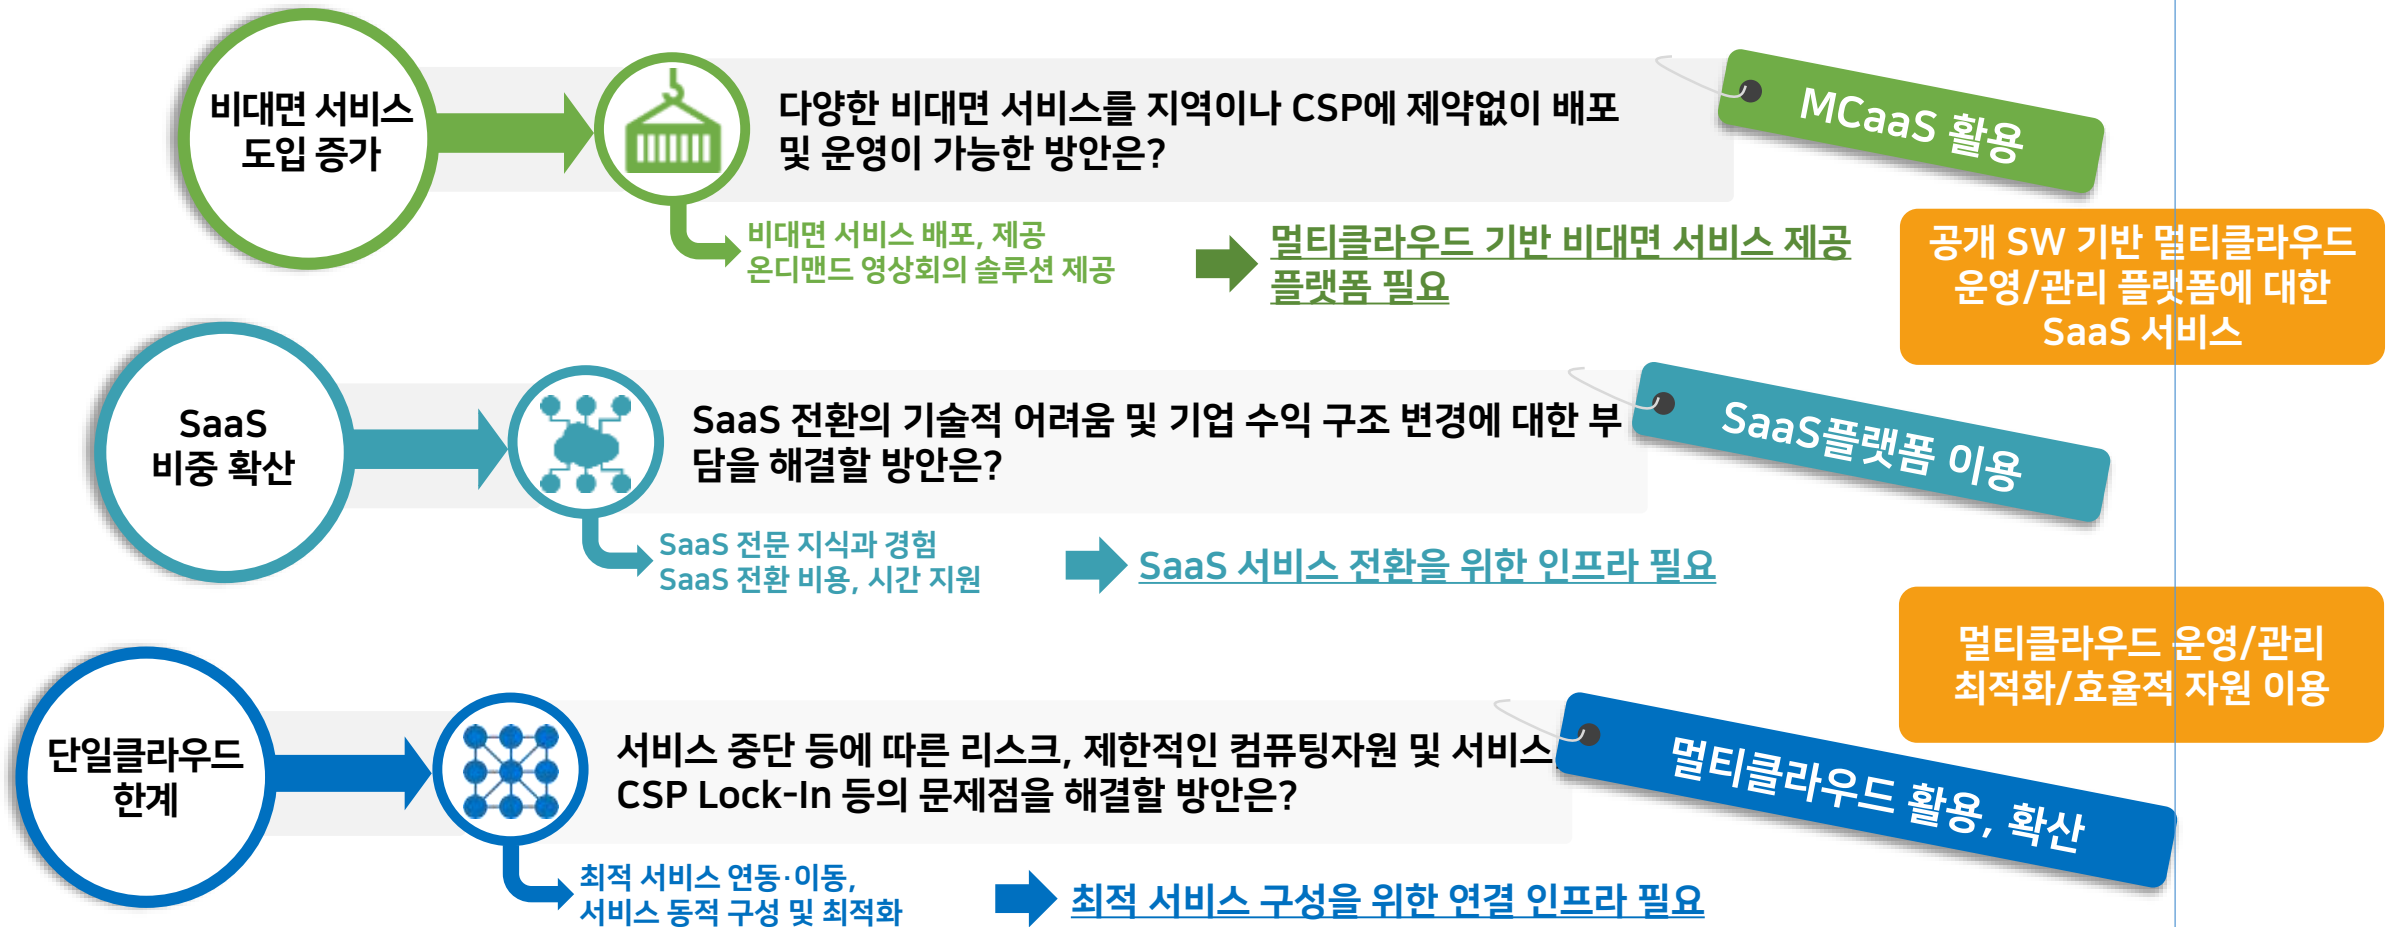 비대면 서비스
도입 증가
다양한 비대면 서비스를 지역이나 CSP에 제약없이 배포
및 운영이 가능한 방안은?
MCaaS 활용
비대면 서비스 배포, 제공
온디맨드 영상회의 솔루션 제공
멀티클라우드 기반 비대면 서비스 제공
플랫폼 필요
공개 SW 기반 멀티클라우드
운영/관리 플랫폼에 대한
SaaS 서비스
SaaS
비중 확산
SaaS 전환의 기술적 어려움 및 기업 수익 구조 변경에 대한 부
담을 해결할 방안은?
SaaS플랫폼 이용
SaaS 전문 지식과 경험
SaaS 전환 비용, 시간 지원
SaaS 서비스 전환을 위한 인프라 필요
멀티클라우드 운영/관리
최적화/효율적 자원 이용
단일클라우드
한계
서비스 중단 등에 따른 리스크, 제한적인 컴퓨팅자원 및 서비스,
CSP Lock-In 등의 문제점을 해결할 방안은?
멀티클라우드 활용, 확산
최적 서비스 연동·이동,
서비스 동적 구성 및 최적화
최적 서비스 구성을 위한 연결 인프라 필요